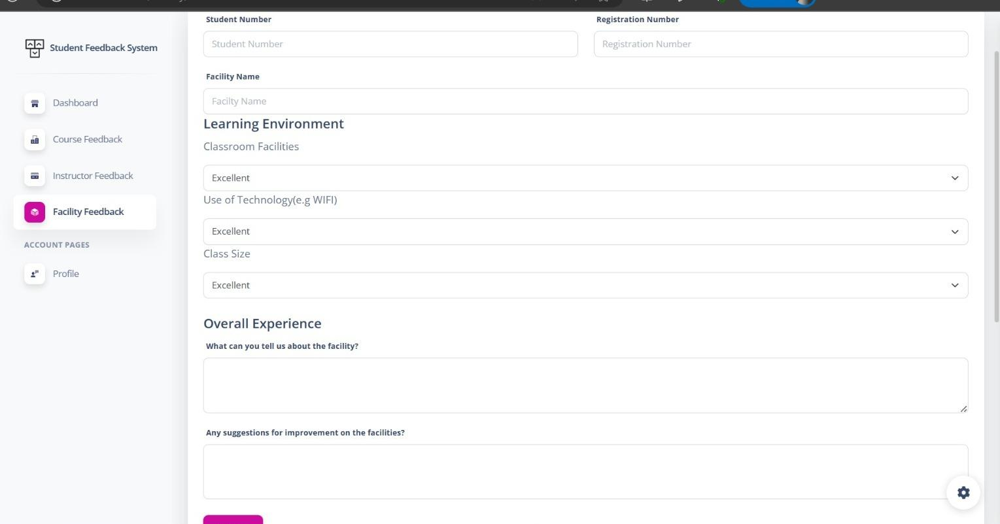 Student Feedback System
Dashboard
Course Feedback
Instructor Feedback
Facility Feedback
ACCOUNT PAGES
Profile
Student Number
Registration Number
Student Number
Registration Number
Facility Name
Facilty Name
Learning Environment
Classroom Facilities
Excellent
Use of Technology(e.g WIFI)
Excellent
Class Size
Excellent
Overall Experience
What can you tell us about the facility?
Any suggestions for improvement on the facilities?